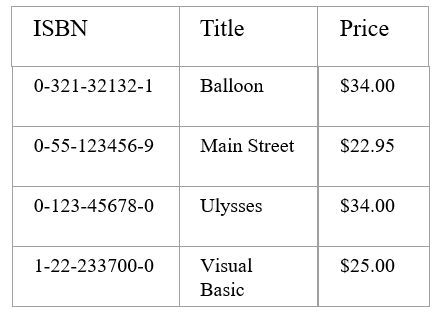 ISBN Title Price
0-321-32132-1 Balloon $34.00
0-55-123456-9 Main Street $22.95
0-123-45678-0 Ulysses $34.00
1-22-233700-0 Visual $25.00
Basic